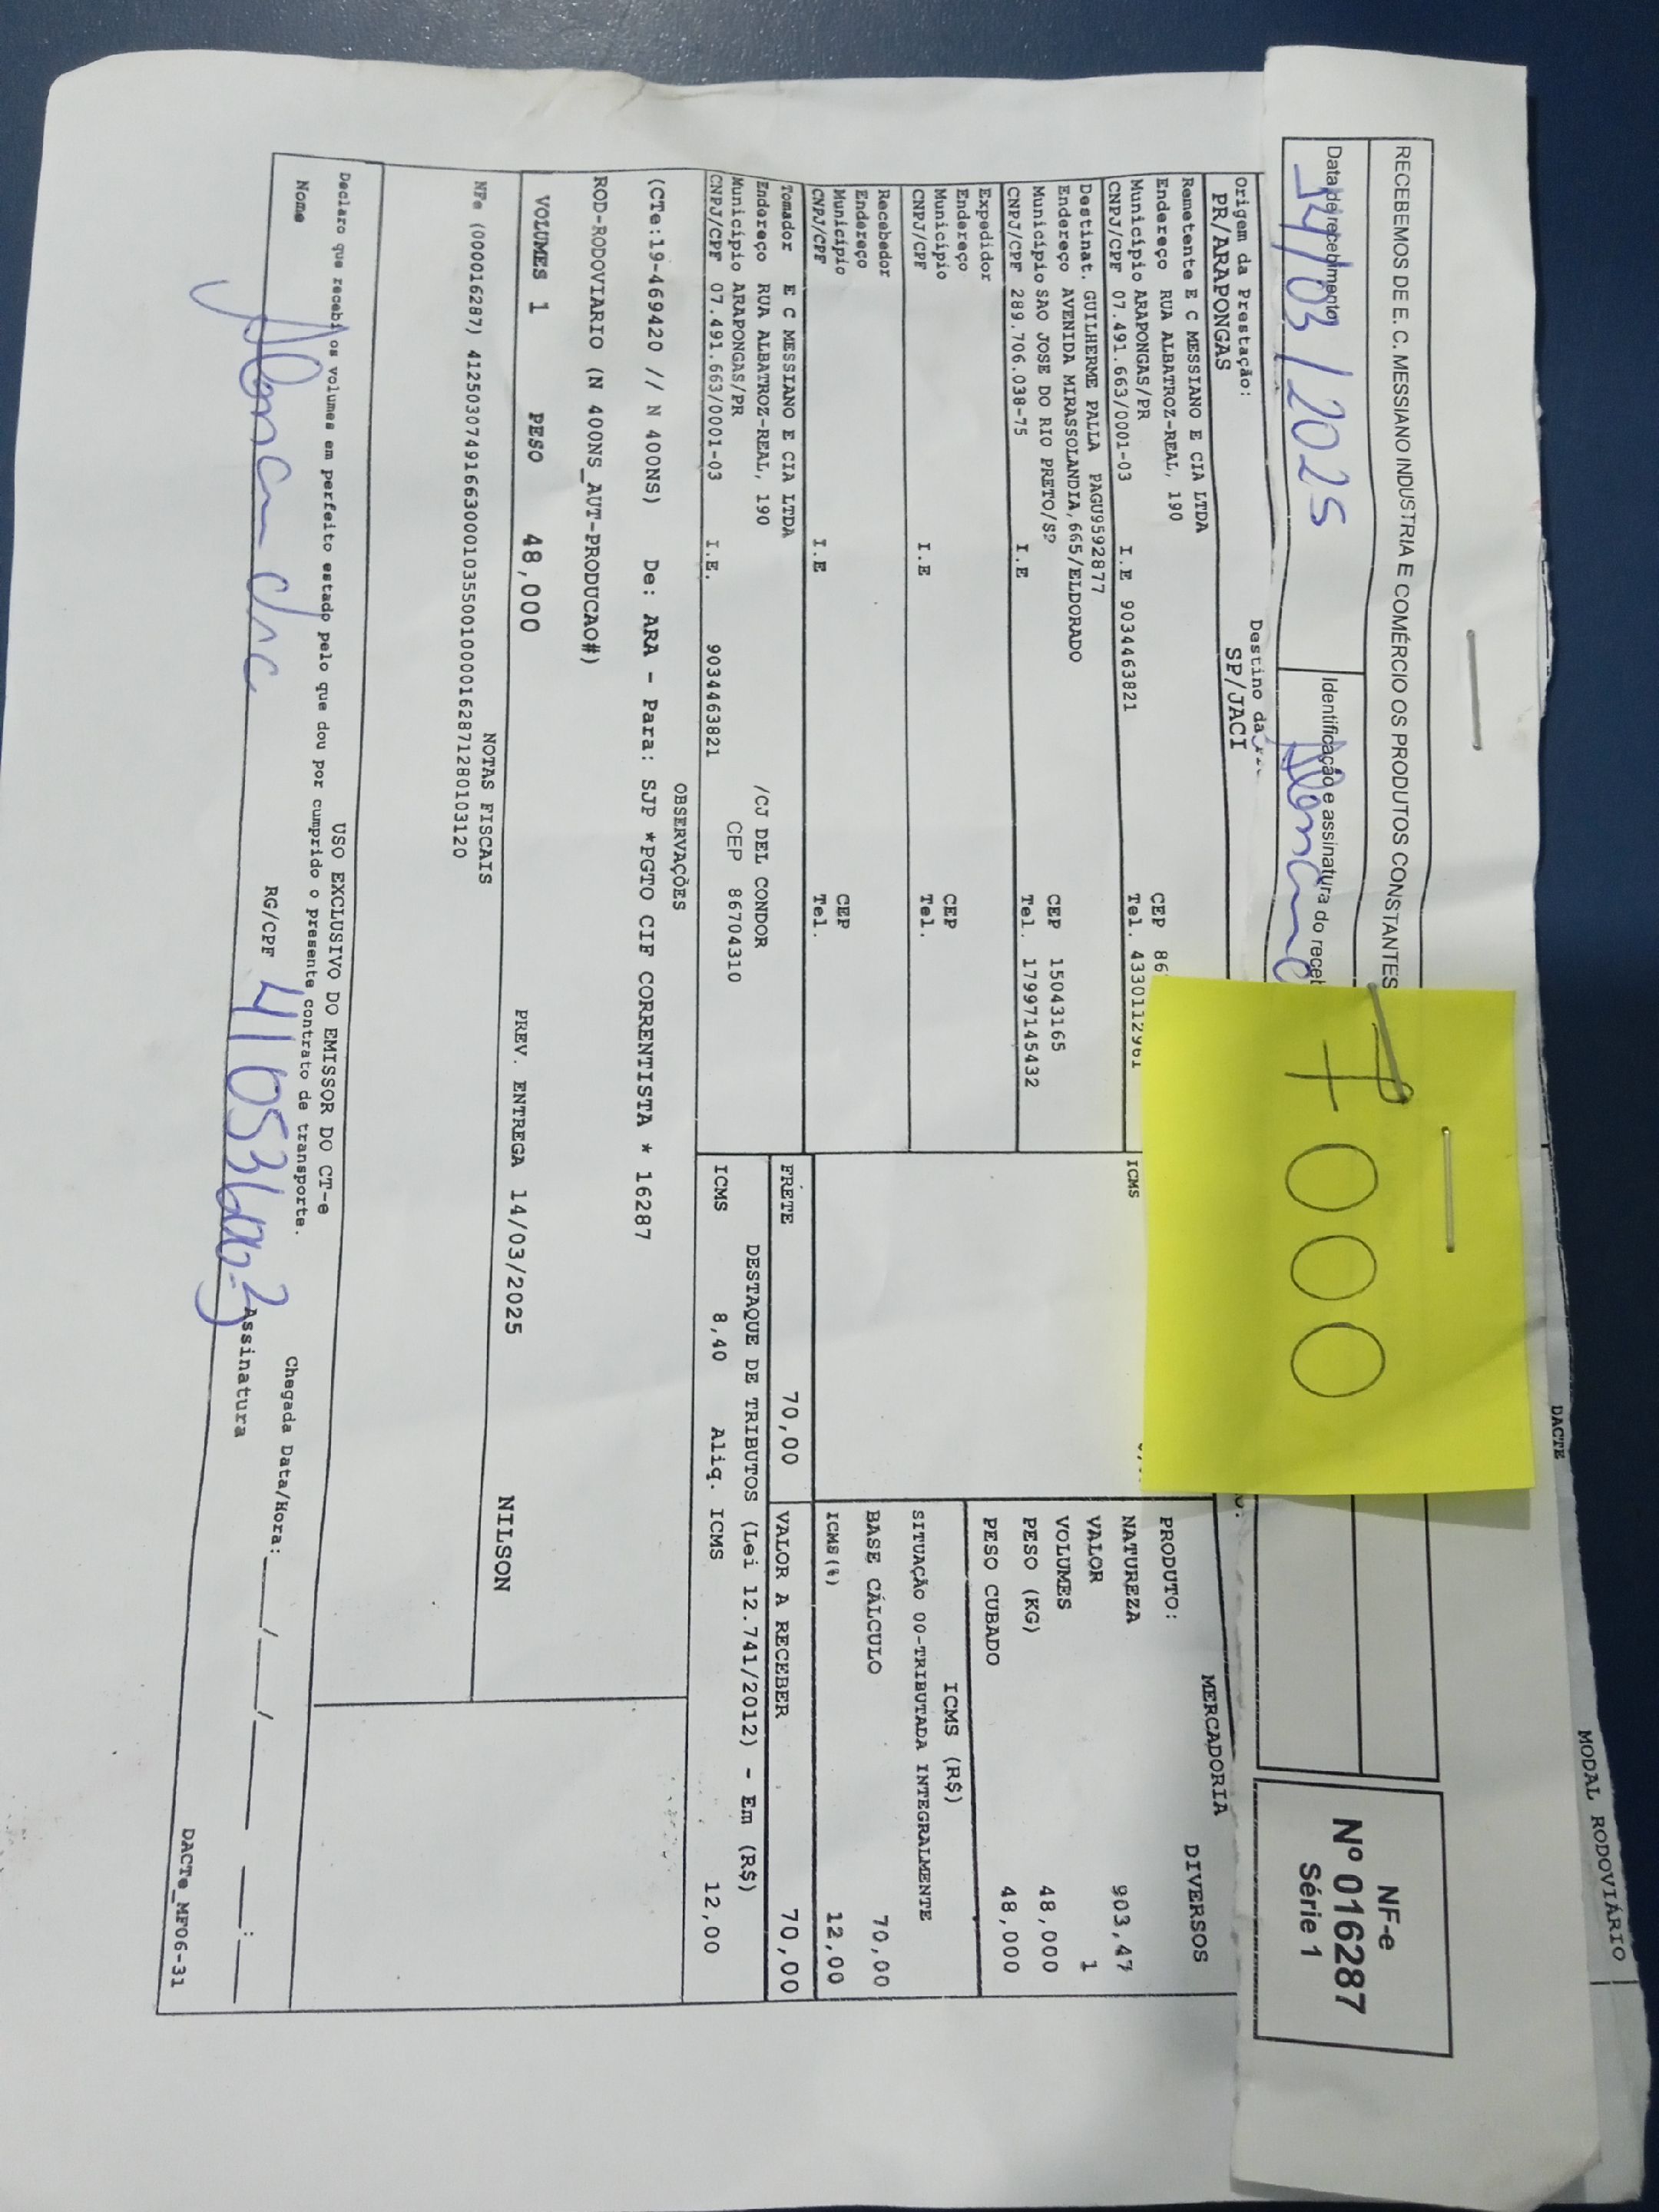 DACTE
MODAL RODOVIÁRIO
RECEBEMOS DE E. C. MESSIANO INDUSTRIA E COMÉRCIO OS PRODUTOS CONSTANTES
NF-e
Nº 016287
Série 1
Data de recebimento
14/03/2025
Identificação e assinatura do receb
7000
Origem da Prestação:
PR/ARAPONGAS
Destino da
SP/JACI
Remetente E C MESSIANO E CIA LTDA
Endereço RUA ALBATROZ-REAL, 190
Município ARAPONGAS/PR
CEP 86
CNPJ/CPF 07.491.663/0001-03 I.E 9034463821 Tel. 4330112961
Destinat. GUILHERME PALLA PAGU9592877
Endereço AVENIDA MIRASSOLANDIA,665/ELDORADO
Município SAO JOSE DO RIO PRETO/SP CEP 15043165
CNPJ/CPF 289.706.038-75 I.E Tel. 17997145432
Expedidor
Endereço
Município CEP
CNPJ/CPF I.E Tel.
Recebedor
Endereço
Município CEP
CNPJ/CPF I.E Tel.
Tomador E C MESSIANO E CIA LTDA
Endereço RUA ALBATROZ-REAL, 190 /CJ DEL CONDOR
Município ARAPONGAS/PR CEP 86704310
CNPJ/CPF 07.491.663/0001-03 I.E. 9034463821
ICMS
MERCADORIA
PRODUTO: DIVERSOS
NATUREZA
VALOR 903,47
VOLUMES 1
PESO (KG) 48,000
PESO CUBADO 48,000
ICMS (R$)
SITUAÇÃO 00-TRIBUTADA INTEGRALMENTE
BASE CÁLCULO 70,00
ICMS(%) 12,00
FRETE 70,00 VALOR A RECEBER 70,00
DESTAQUE DE TRIBUTOS (Lei 12.741/2012) - Em (R$)
ICMS 8,40 Aliq. ICMS 12,00
OBSERVAÇÕES
(CTe:19-469420 // N 400NS) De: ARA - Para: SJP *PGTO CIF CORRENTISTA * 16287
ROD-RODOVIARIO (N 400NS_AUT-PRODUCAO#)
VOLUMES 1 PESO 48,000 PREV. ENTREGA 14/03/2025 NILSON
NOTAS FISCAIS
NFe (000016287) 41250307491663000103550010000162871280103120
USO EXCLUSIVO DO EMISSOR DO CT-e
Declaro que recebi os volumes em perfeito estado pelo que dou por cumprido o presente contrato de transporte.
Chegada Data/Hora:___/___/_____ ___:___
Nome RG/CPF Assinatura
DACTe_MF06-31